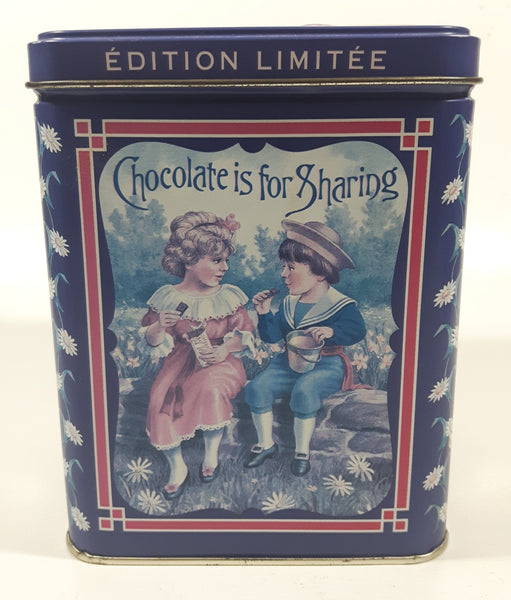 ÉDITION LIMITÉE
Chocolate is for Sharing